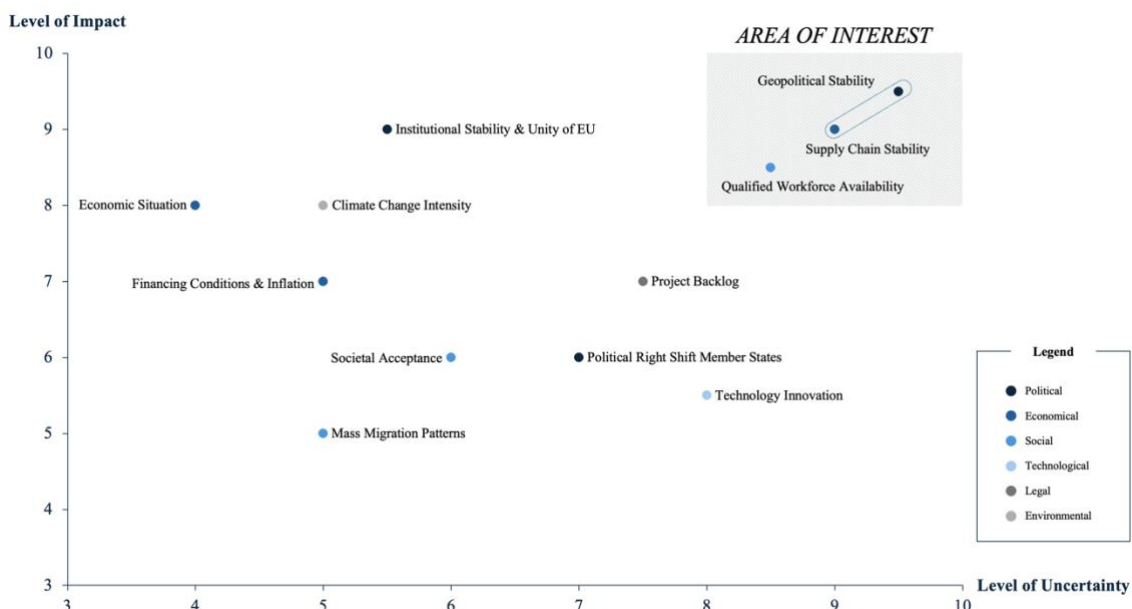 Level of Impact
AREA OF INTEREST
10
Geopolitical Stability
9
Institutional Stability & Unity of EU
Supply Chain Stability
Qualified Workforce Availability
8
Economic Situation
Climate Change Intensity
7
Financing Conditions & Inflation
Project Backlog
6
Societal Acceptance
Political Right Shift Member States
Technology Innovation
5
Mass Migration Patterns
4
3
Legend
Political
Economical
Social
Technological
Legal
Environmental
Level of Uncertainty
3 4 5 6 7 8 9 10